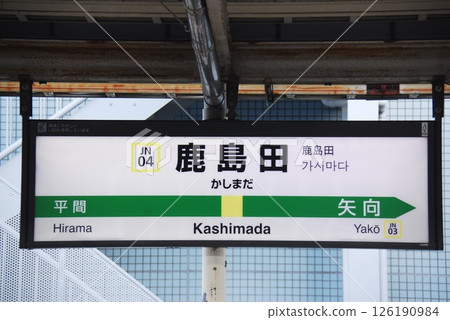 JN
04
鹿島田
かしまだ
鹿岛田
가시마다
平間
矢向
Hirama
Kashimada
Yakō
JN
03
126190984